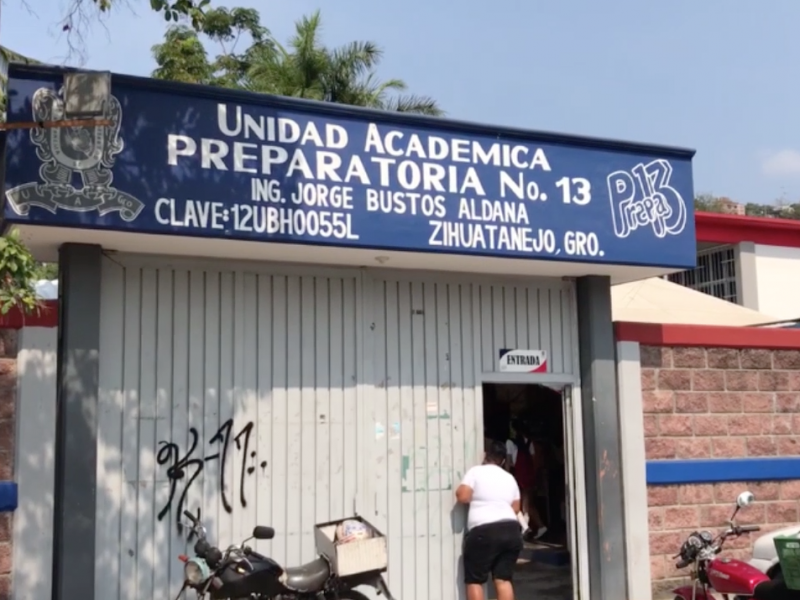 UNIDAD ACADEMICA
PREPARATORIA No. 13
ING. JORGE BUSTOS ALDANA
CLAVE:12UBH0055L
ZIHUATANEJO, GRO.
Prepa 13
ENTRADA